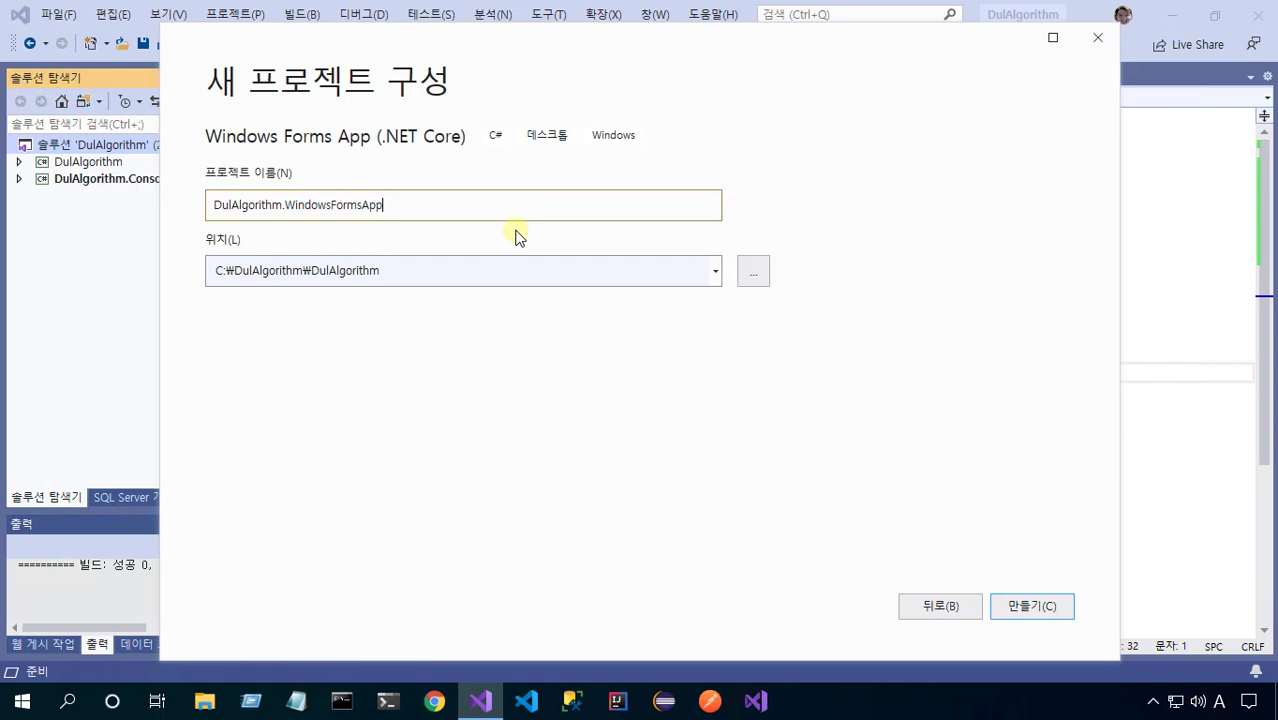 파일(F) 편집(E) 보기(V) 프로젝트(P) 빌드(B) 디버그(D) 테스트(S) 분석(N) 도구(T) 확장(X) 창(W) 도움말(H) 검색 (Ctrl+Q) DulAlgorithm
Live Share
솔루션 탐색기
솔루션 탐색기 검색(Ctrl+;)
솔루션 'DulAlgorithm' (2
DulAlgorithm
DulAlgorithm.Conso
새 프로젝트 구성
Windows Forms App (.NET Core) C# 데스크톱 Windows
프로젝트 이름(N)
DulAlgorithm.WindowsFormsApp
위치(L)
C:₩DulAlgorithm₩DulAlgorithm
...
뒤로(B) 만들기(C)
솔루션 탐색기 SQL Server
출력
========== 빌드: 성공 0,
웹 게시 작업 출력 데이터
: 32 문자: 1 SPC CRLF
준비
A